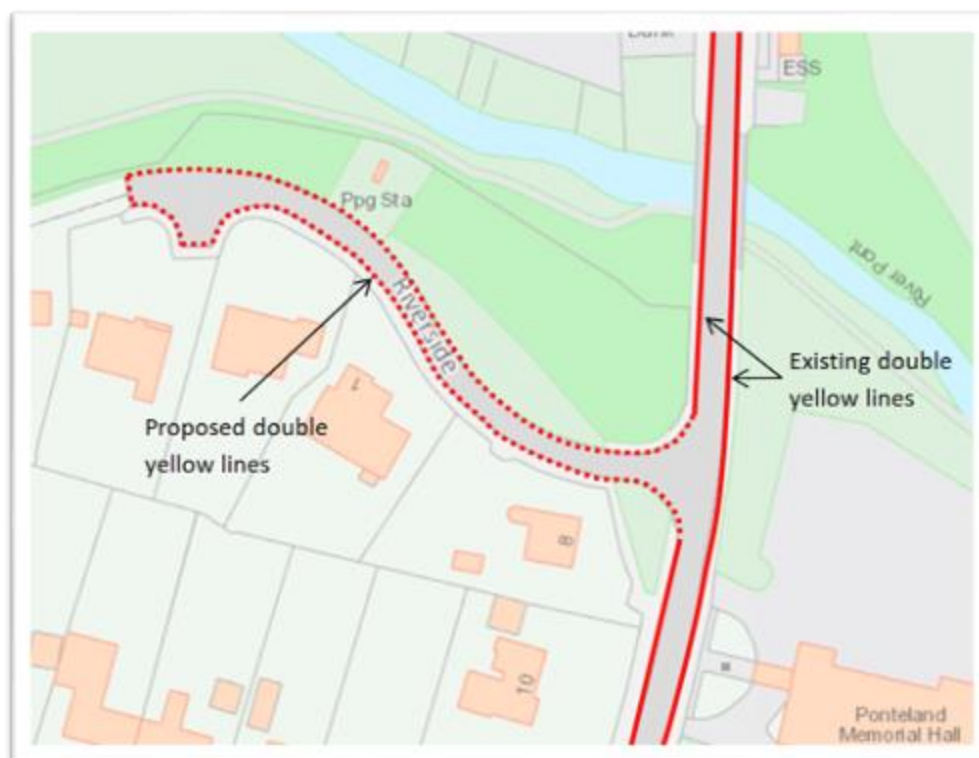 ESS
Ppg Sta
River Pont
Riverside
Existing double
yellow lines
1
Proposed double
yellow lines
8
10
Ponteland
Memorial Hall